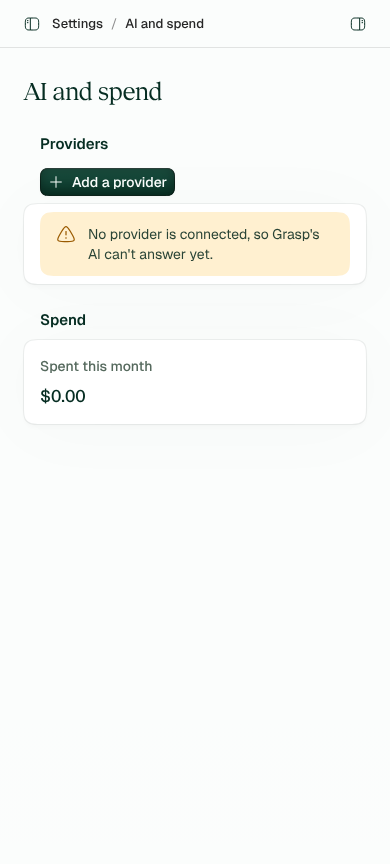 Settings / AI and spend
AI and spend
Providers
Add a provider
No provider is connected, so Grasp's
AI can't answer yet.
Spend
Spent this month
$0.00